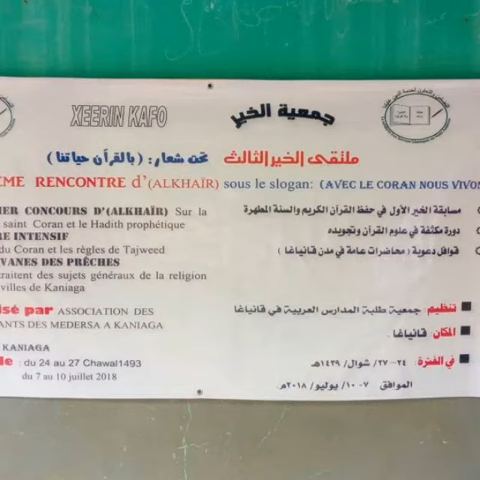 XEERIN KAFO
جمعية الخير
ملتقى الخير الثالث تحت شعار : ( بالقرآن حياتنا )
EME RENCONTRE d'(ALKHAÏR) sous le slogan: (AVEC LE CORAN NOUS VIVON
IER CONCOURS D'(ALKHAÏR) Sur la
saint Coran et le Hadith prophétique
RE INTENSIF
du Coran et les règles de Tajweed
VANES DES PRÊCHES
traitent des sujets généraux de la religion
villes de Kaniaga
isé par ASSOCIATION DES
ANTS DES MEDERSA A KANIAGA
KANIAGA
de : du 24 au 27 Chawal1493
du 7 au 10 juillet 2018
مسابقة الخير الأول في حفظ القرآن الكريم والسنة المطهرة
دورة مكثفة في علوم القرآن وتجويده
قوافل دعوية ( محاضرات عامة في مدن قانياغا )
تنظيم: جمعية طلبة المدارس العربية في قانياغا
المكان: قانياغا.
في الفترة: ٢٤- ٢٧/ شوال/ ١٤٣٩هـ
الموافق ٧- ١٠/ يوليو/ ٢٠١٨م.